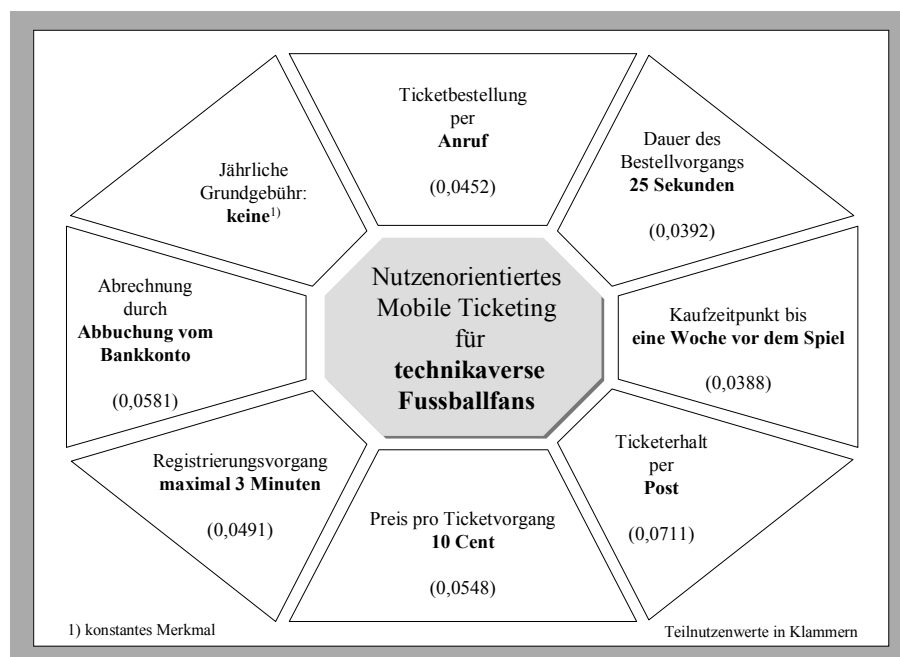 Ticketbestellung
per
Anruf
(0,0452)
Dauer des
Bestellvorgangs
25 Sekunden
(0,0392)
Kaufzeitpunkt bis
eine Woche vor dem Spiel
(0,0388)
Ticketerhalt
per
Post
(0,0711)
Preis pro Ticketvorgang
10 Cent
(0,0548)
Registrierungsvorgang
maximal 3 Minuten
(0,0491)
Abrechnung
durch
Abbuchung vom
Bankkonto
(0,0581)
Jährliche
Grundgebühr:
keine1)
Nutzenorientiertes
Mobile Ticketing
für
technikaverse
Fussballfans
1) konstantes Merkmal
Teilnutzenwerte in Klammern